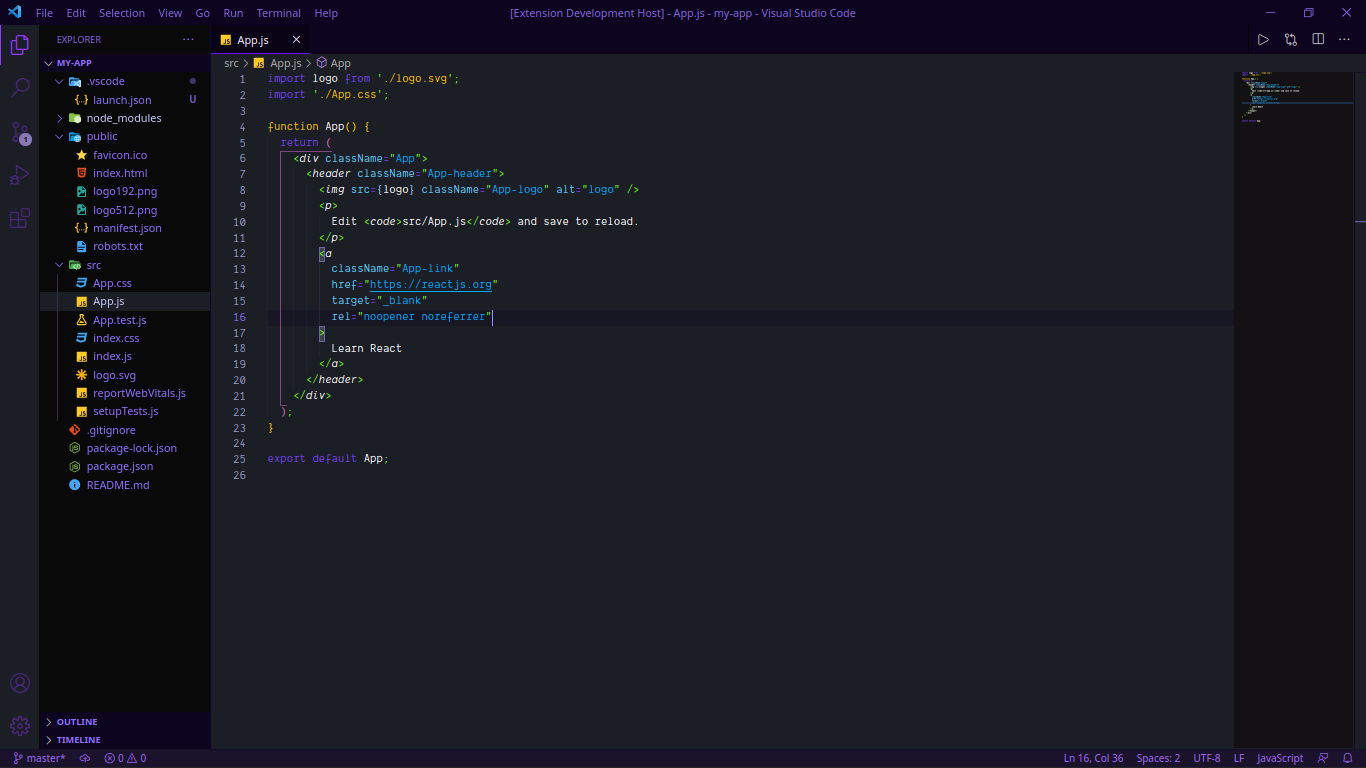 File Edit Selection View Go Run Terminal Help [Extension Development Host] - App.js - my-app - Visual Studio Code
EXPLORER
MY-APP
.vscode
launch.json U
node_modules
public
favicon.ico
index.html
logo192.png
logo512.png
manifest.json
robots.txt
src
App.css
App.js
App.test.js
index.css
index.js
logo.svg
reportWebVitals.js
setupTests.js
.gitignore
package-lock.json
package.json
README.md
OUTLINE
TIMELINE
1
JS App.js
src > JS App.js > App
1 import logo from './logo.svg';
2 import './App.css';
3
4 function App() {
5 return (
6 <div className="App">
7 <header className="App-header">
8 <img src={logo} className="App-logo" alt="logo" />
9 <p>
10 Edit <code>src/App.js</code> and save to reload.
11 </p>
12 <a
13 className="App-link"
14 href="https://reactjs.org"
15 target="_blank"
16 rel="noopener noreferrer"
17 >
18 Learn React
19 </a>
20 </header>
21 </div>
22 );
23 }
24
25 export default App;
26
master* 0 0 Ln 16, Col 36 Spaces: 2 UTF-8 LF JavaScript